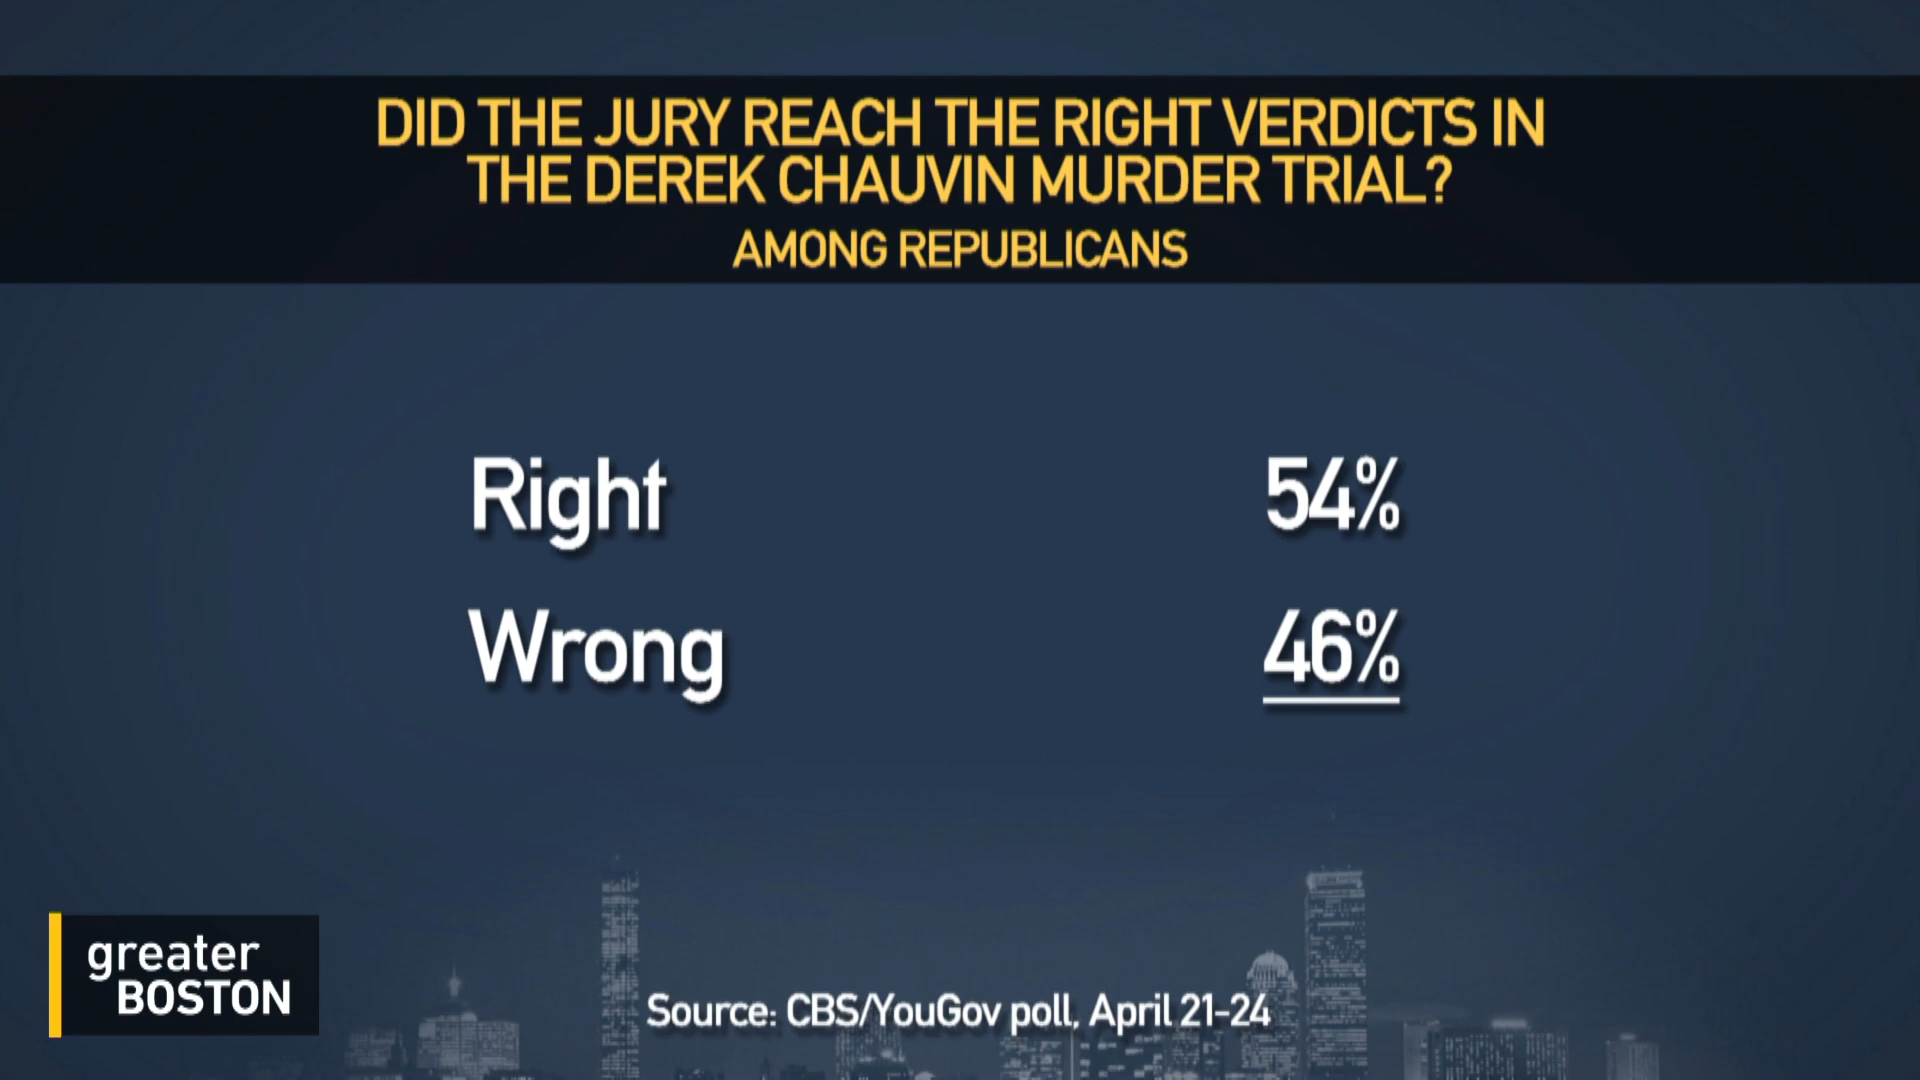 DID THE JURY REACH THE RIGHT VERDICTS IN
THE DEREK CHAUVIN MURDER TRIAL?
AMONG REPUBLICANS
Right 54%
Wrong 46%
greater
BOSTON
Source: CBS/YouGov poll, April 21-24